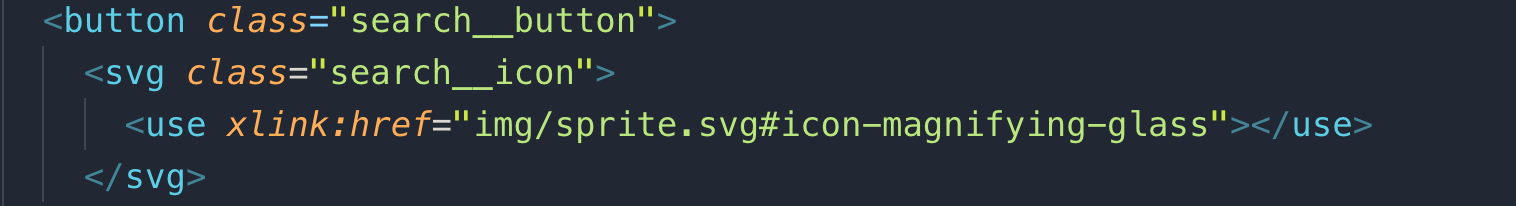 <button class="search__button">
<svg class="search__icon">
<use xlink:href="img/sprite.svg#icon-magnifying-glass"></use>
</svg>